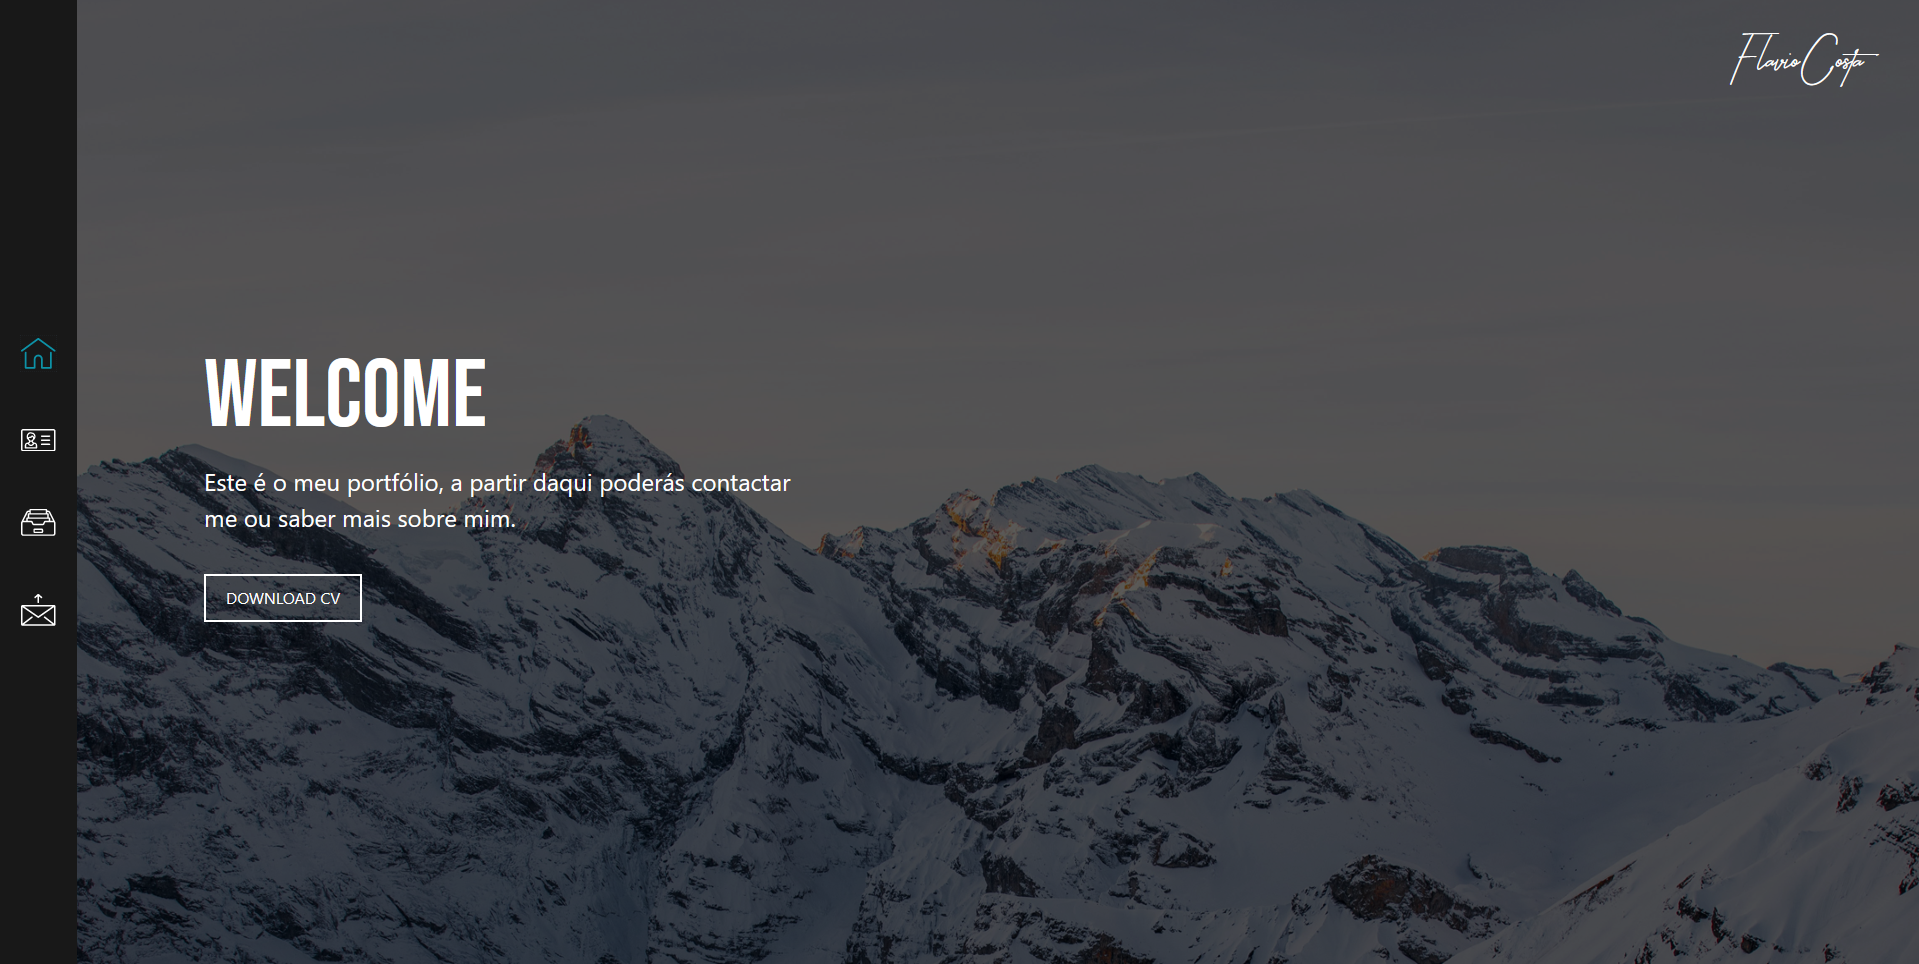 Flavio Costa
WELCOME
Este é o meu portfólio, a partir daqui poderás contactar
me ou saber mais sobre mim.
DOWNLOAD CV